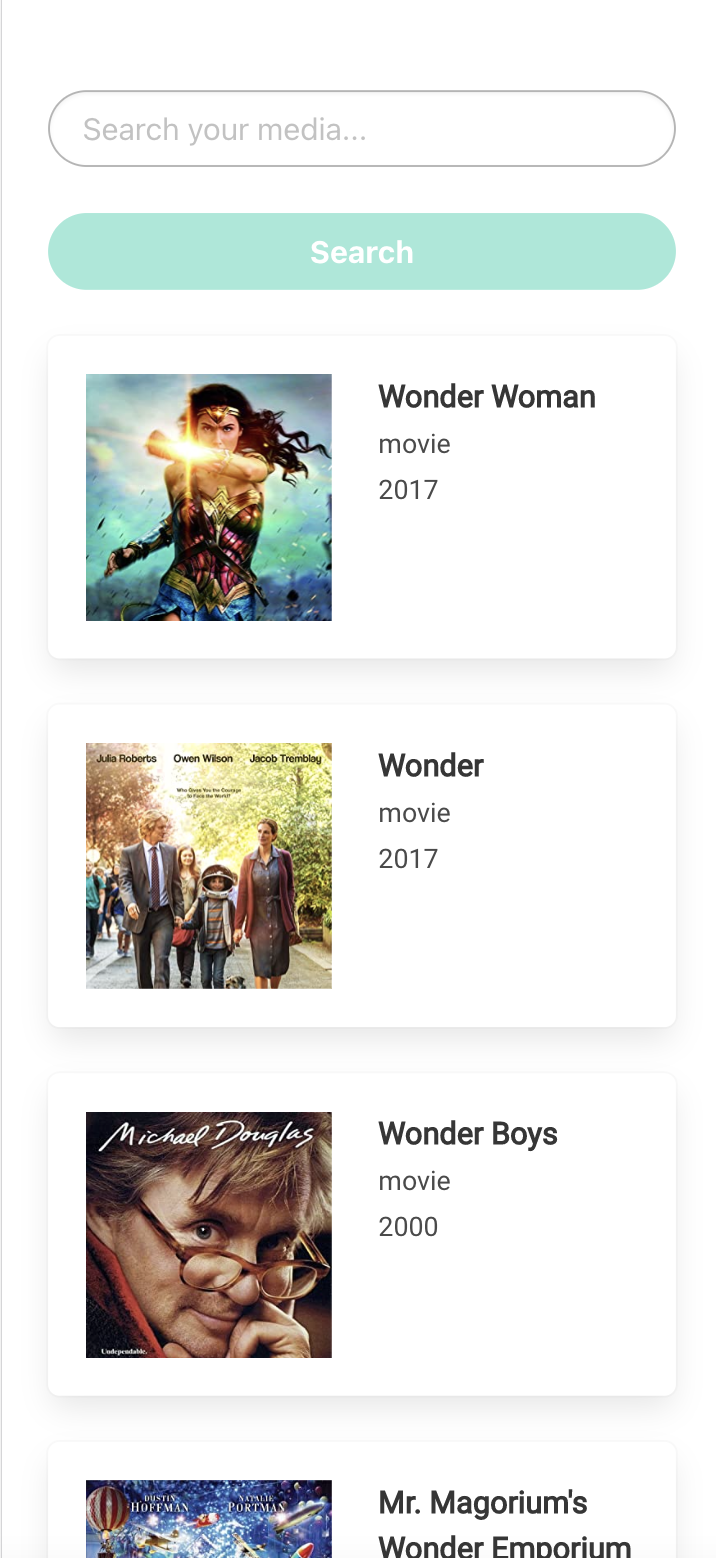 Search your media...
Search
Wonder Woman
movie
2017
Julia Roberts Owen Wilson Jacob Tremblay
Who Gives You the Courage
to Face the World?
Wonder
movie
2017
Michael Douglas
Undependable.
Wonder Boys
movie
2000
DUSTIN HOFFMAN NATALIE PORTMAN
Mr. Magorium's
Wonder Emporium